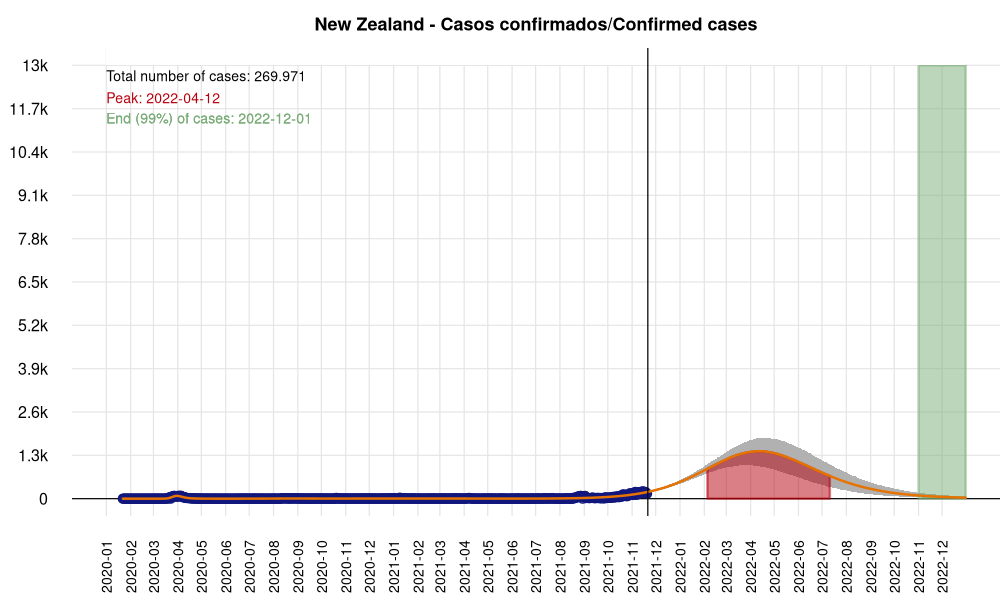 New Zealand - Casos confirmados/Confirmed cases
Total number of cases: 269.971
Peak: 2022-04-12
End (99%) of cases: 2022-12-01
13k
11.7k
10.4k
9.1k
7.8k
6.5k
5.2k
3.9k
2.6k
1.3k
0
2020-01
2020-02
2020-03
2020-04
2020-05
2020-06
2020-07
2020-08
2020-09
2020-10
2020-11
2020-12
2021-01
2021-02
2021-03
2021-04
2021-05
2021-06
2021-07
2021-08
2021-09
2021-10
2021-11
2021-12
2022-01
2022-02
2022-03
2022-04
2022-05
2022-06
2022-07
2022-08
2022-09
2022-10
2022-11
2022-12